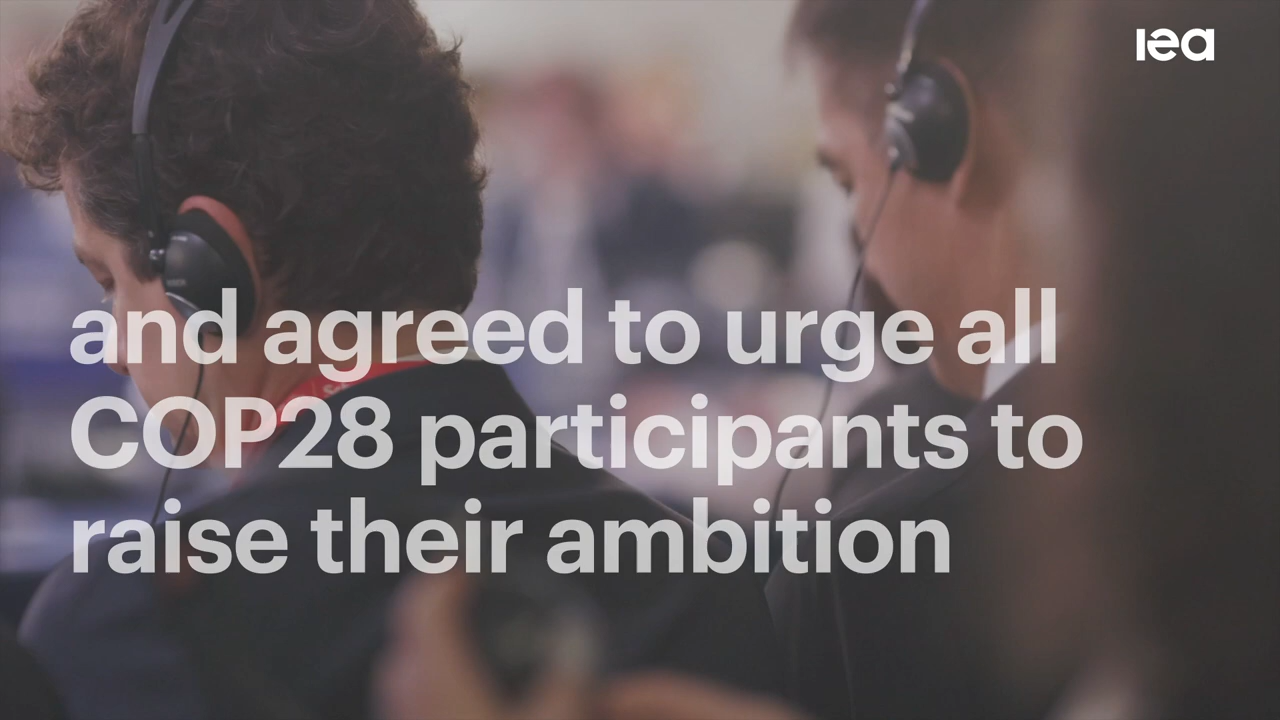 iea
and agreed to urge all
COP28 participants to
raise their ambition